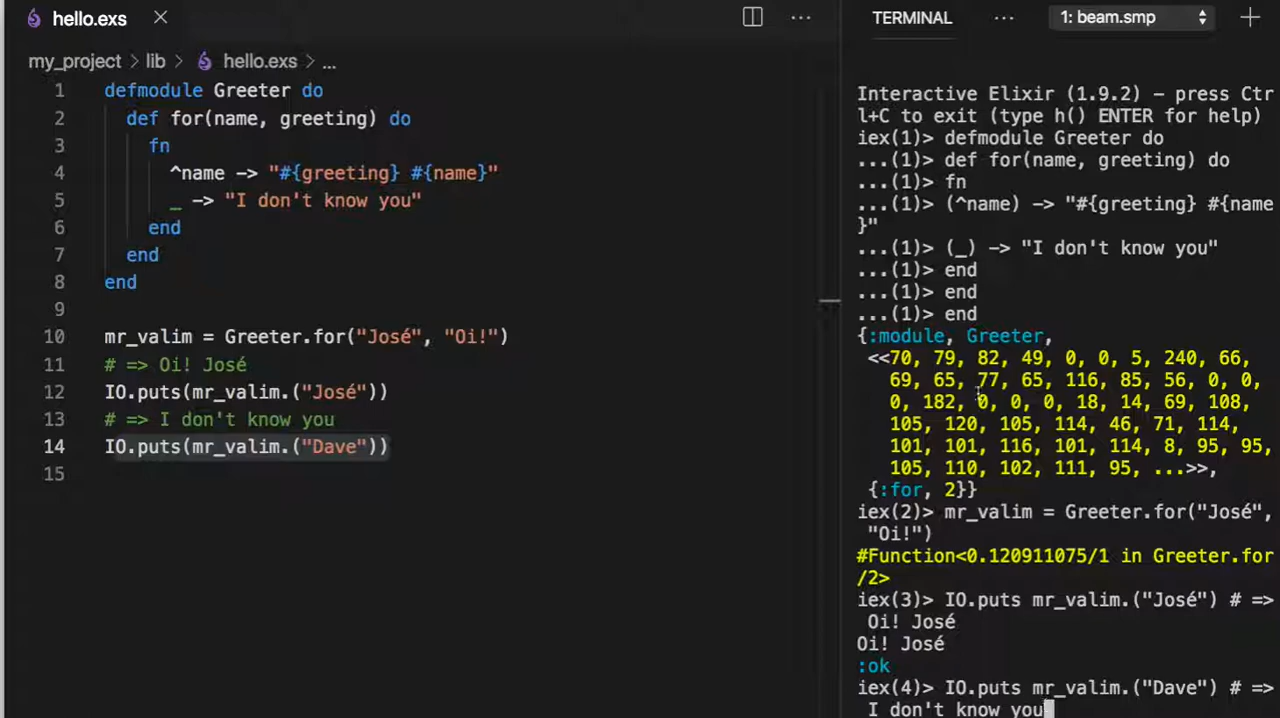 hello.exs
my_project > lib > hello.exs > ...
1 defmodule Greeter do
2 def for(name, greeting) do
3 fn
4 ^name -> "#{greeting} #{name}"
5 _ -> "I don't know you"
6 end
7 end
8 end
9
10 mr_valim = Greeter.for("José", "Oi!")
11 # => Oi! José
12 IO.puts(mr_valim.("José"))
13 # => I don't know you
14 IO.puts(mr_valim.("Dave"))
15
TERMINAL ... 1: beam.smp
Interactive Elixir (1.9.2) – press Ctr
l+C to exit (type h() ENTER for help)
iex(1)> defmodule Greeter do
...(1)> def for(name, greeting) do
...(1)> fn
...(1)> (^name) -> "#{greeting} #{name
}"
...(1)> (_) -> "I don't know you"
...(1)> end
...(1)> end
...(1)> end
{:module, Greeter,
<<70, 79, 82, 49, 0, 0, 5, 240, 66,
69, 65, 77, 65, 116, 85, 56, 0, 0,
0, 182, 0, 0, 0, 18, 14, 69, 108,
105, 120, 105, 114, 46, 71, 114,
101, 101, 116, 101, 114, 8, 95, 95,
105, 110, 102, 111, 95, ...>>,
{:for, 2}}
iex(2)> mr_valim = Greeter.for("José",
"Oi!")
#Function<0.120911075/1 in Greeter.for
/2>
iex(3)> IO.puts mr_valim.("José") # =>
Oi! José
Oi! José
:ok
iex(4)> IO.puts mr_valim.("Dave") # =>
I don't know you